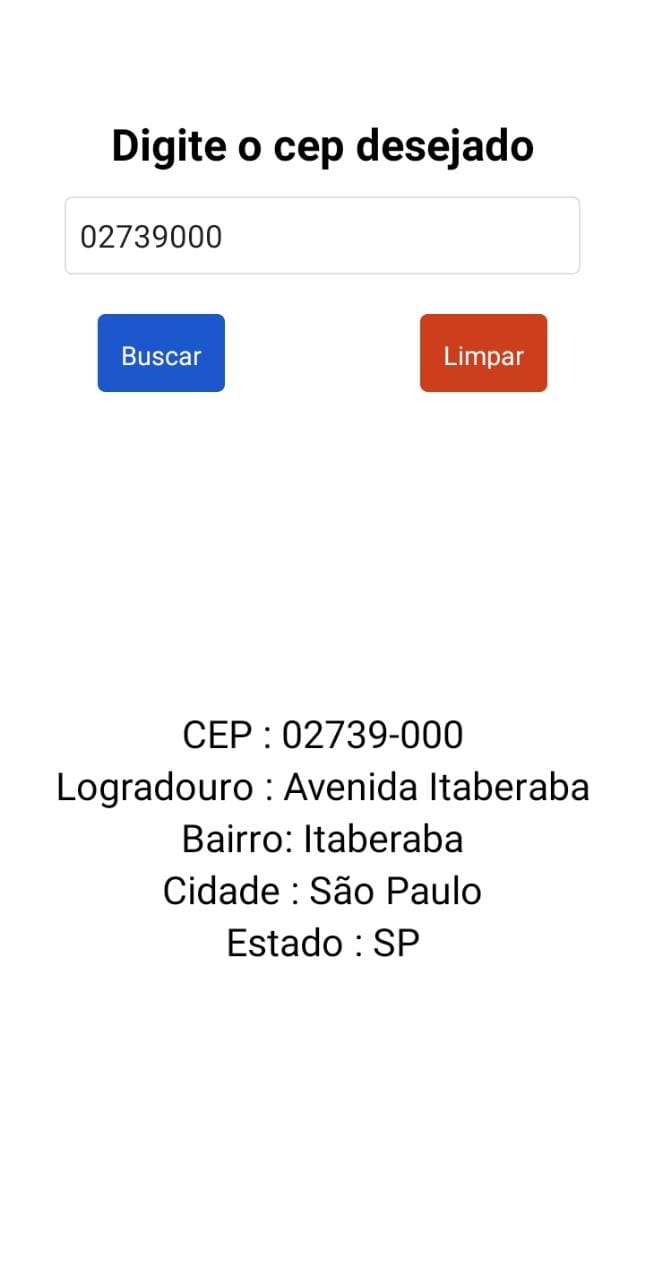 Digite o cep desejado
02739000
Buscar Limpar
CEP : 02739-000
Logradouro : Avenida Itaberaba
Bairro: Itaberaba
Cidade : São Paulo
Estado : SP